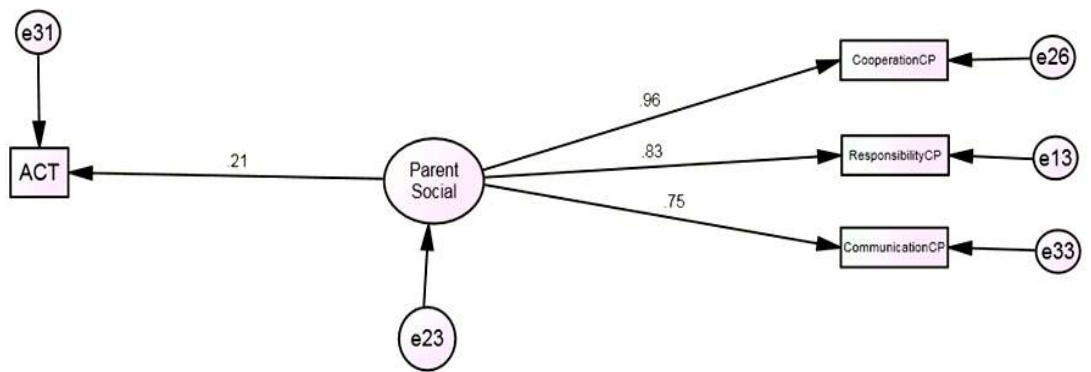 e31
CooperationCP
e26
.96
.21
.83
ResponsibilityCP
e13
ACT
Parent
Social
.75
CommunicationCP
e33
e23